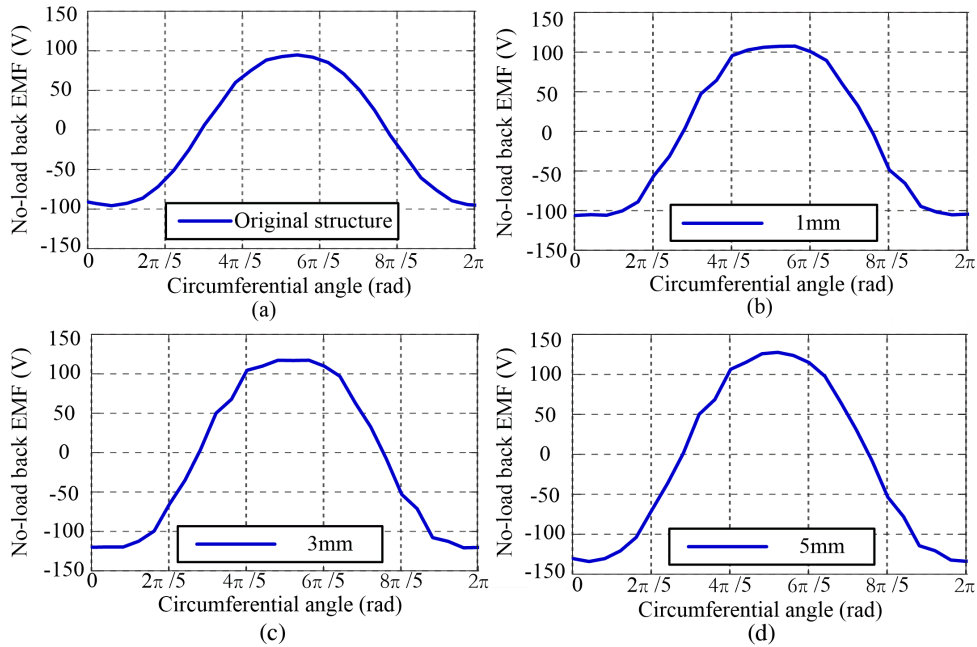 No-load back EMF (V)
150
100
50
0
-50
-100
-150
Original structure
0
2π /5
4π /5
6π /5
8π /5
2π
Circumferential angle (rad)
(a)
No-load back EMF (V)
150
100
50
0
-50
-100
-150
1mm
0
2π /5
4π /5
6π /5
8π /5
2π
Circumferential angle (rad)
(b)
No-load back EMF (V)
150
100
50
0
-50
-100
-150
3mm
0
2π /5
4π /5
6π /5
8π /5
2π
Circumferential angle (rad)
(c)
No-load back EMF (V)
150
100
50
0
-50
-100
-150
5mm
0
2π /5
4π /5
6π /5
8π /5
2π
Circumferential angle (rad)
(d)